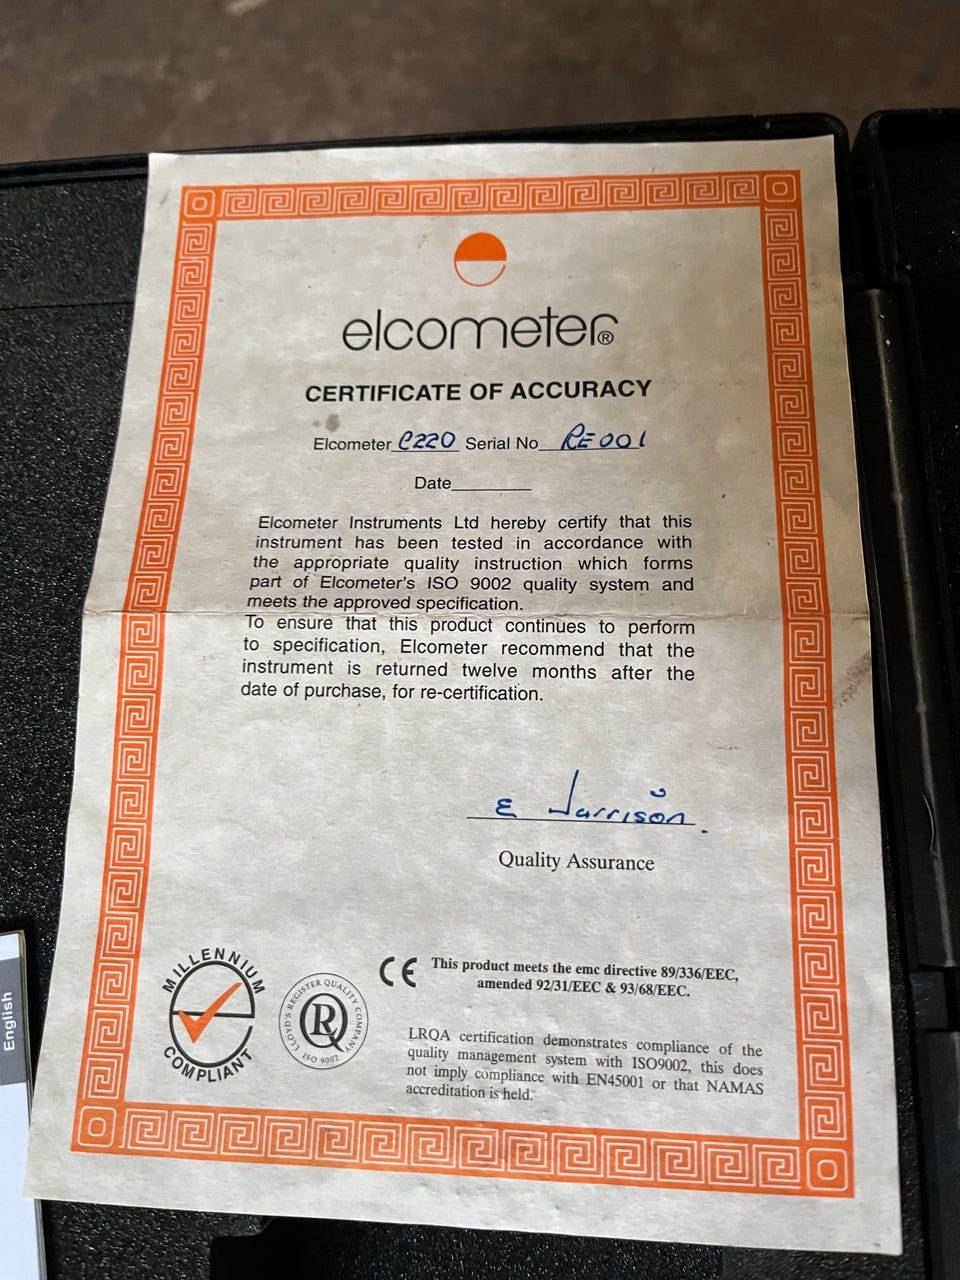 elcometer®
CERTIFICATE OF ACCURACY
Elcometer C220 Serial No RE001
Date
Elcometer Instruments Ltd hereby certify that this
instrument has been tested in accordance with
the appropriate quality instruction which forms
part of Elcometer's ISO 9002 quality system and
meets the approved specification.
To ensure that this product continues to perform
to specification, Elcometer recommend that the
instrument is returned twelve months after the
date of purchase, for re-certification.
Quality Assurance
MILLENNIUM
COMPLIANT
LLOYD'S REGISTER QUALITY COMPANY
RQ
ISO 9002
CE This product meets the emc directive 89/336/EEC,
amended 92/31/EEC & 93/68/EEC.
LRQA certification demonstrates compliance of the
quality management system with ISO9002, this does
not imply compliance with EN45001 or that NAMAS
accreditation is held.
English